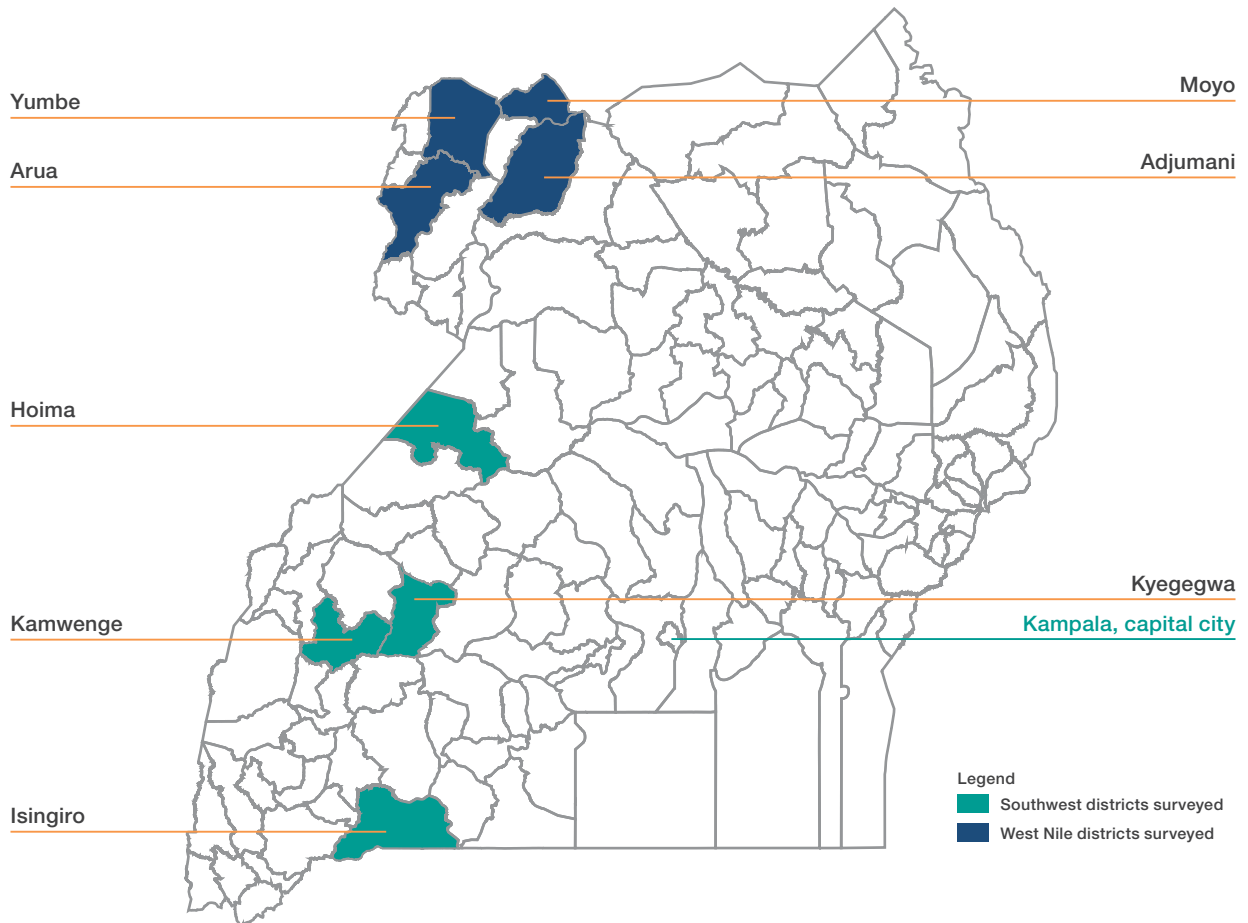 Yumbe
Moyo
Arua
Adjumani
Hoima
Kyegegwa
Kamwenge
Kampala, capital city
Isingiro
Legend
Southwest districts surveyed
West Nile districts surveyed